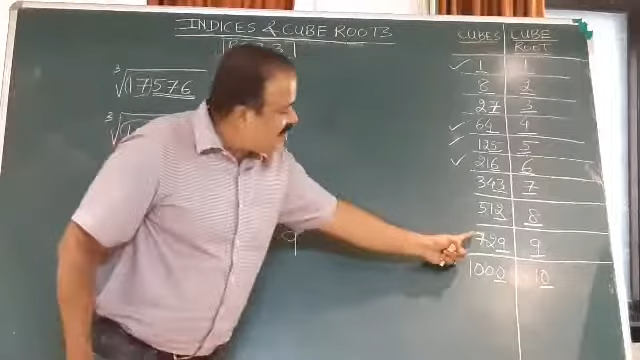 INDICES & CUBE ROOTS
∛17576
CUBES CUBE ROOT
✓ 1 1
8 2
27 3
✓ 64 4
✓ 125 5
✓ 216 6
343 7
512 8
729 9
1000 10
9